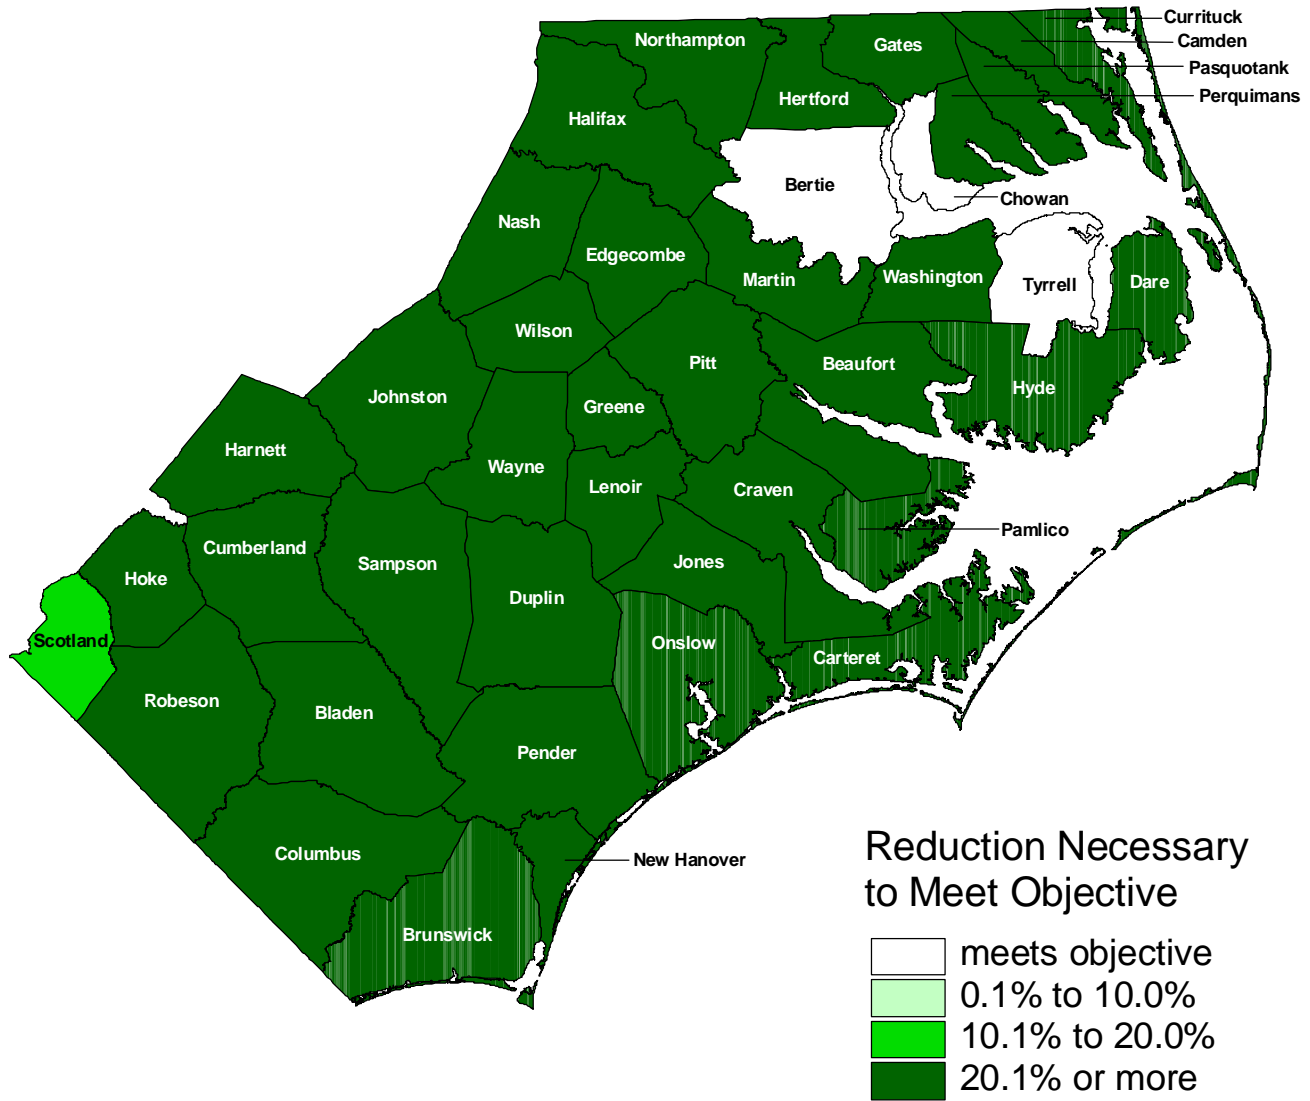 Currituck
Northampton
Camden
Gates
Pasquotank
Perquimans
Hertford
Halifax
Bertie
Chowan
Nash
Edgecombe
Martin
Washington
Tyrrell
Dare
Wilson
Pitt
Beaufort
Hyde
Johnston
Greene
Harnett
Wayne
Lenoir
Craven
Pamlico
Cumberland
Sampson
Jones
Hoke
Duplin
Scotland
Onslow
Carteret
Robeson
Bladen
Pender
Columbus
New Hanover
Brunswick
Reduction Necessary
to Meet Objective
meets objective
0.1% to 10.0%
10.1% to 20.0%
20.1% or more